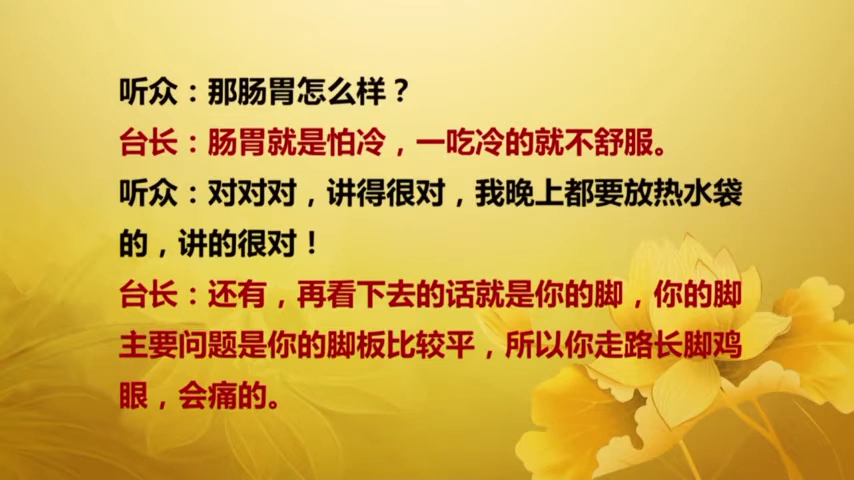 听众：那肠胃怎么样？
台长：肠胃就是怕冷，一吃冷的就不舒服。
听众：对对对，讲得很对，我晚上都要放热水袋
的，讲的很对！
台长：还有，再看下去的话就是你的脚，你的脚
主要问题是你的脚板比较平，所以你走路长脚鸡
眼，会痛的。